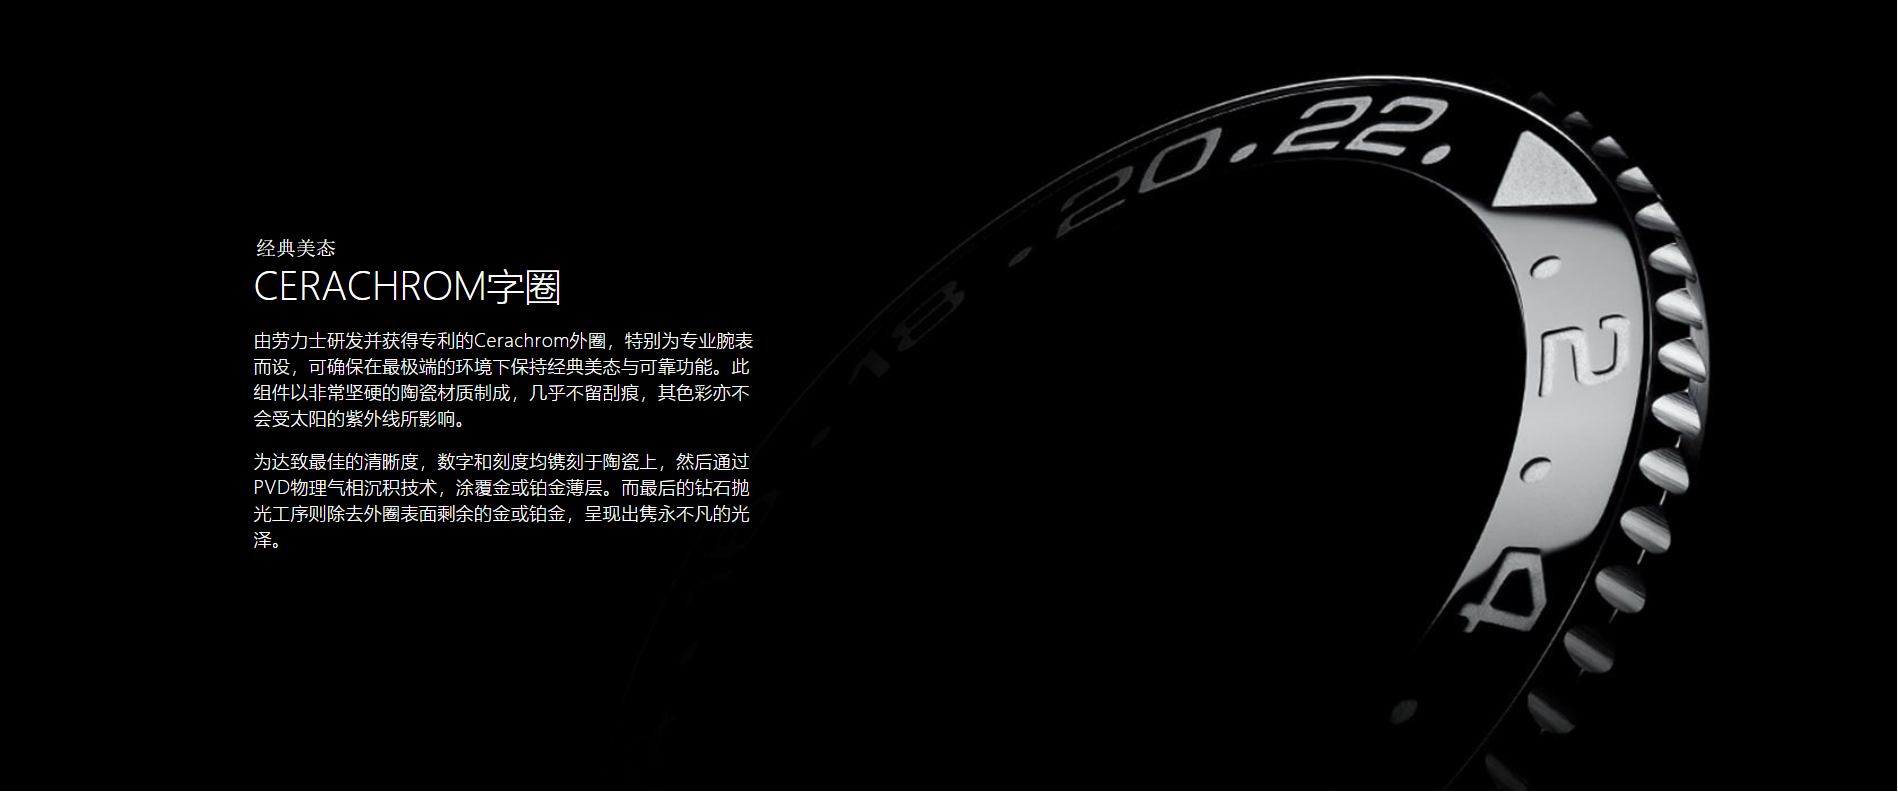 经典美态
CERACHROM字圈
由劳力士研发并获得专利的Cerachrom外圈，特别为专业腕表
而设，可确保在最极端的环境下保持经典美态与可靠功能。此
组件以非常坚硬的陶瓷材质制成，几乎不留刮痕，其色彩亦不
会受太阳的紫外线所影响。
为达致最佳的清晰度，数字和刻度均镌刻于陶瓷上，然后通过
PVD物理气相沉积技术，涂覆金或铂金薄层。而最后的钻石抛
光工序则除去外圈表面剩余的金或铂金，呈现出隽永不凡的光
泽。
18 . 20 . 22 .
2
4